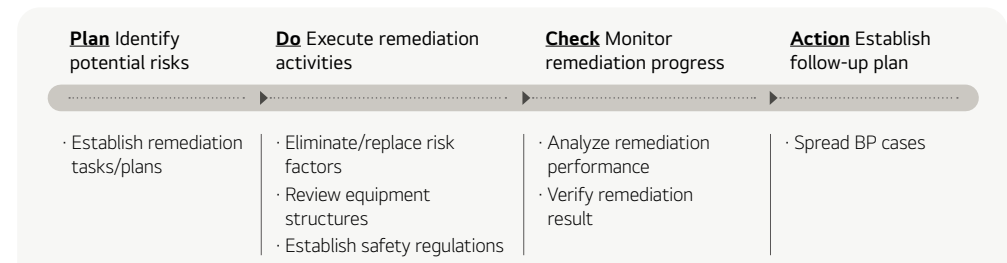 Plan Identify
potential risks
Do Execute remediation
activities
Check Monitor
remediation progress
Action Establish
follow-up plan
· Establish remediation
tasks/plans
· Eliminate/replace risk
factors
· Review equipment
structures
· Establish safety regulations
· Analyze remediation
performance
· Verify remediation
result
· Spread BP cases